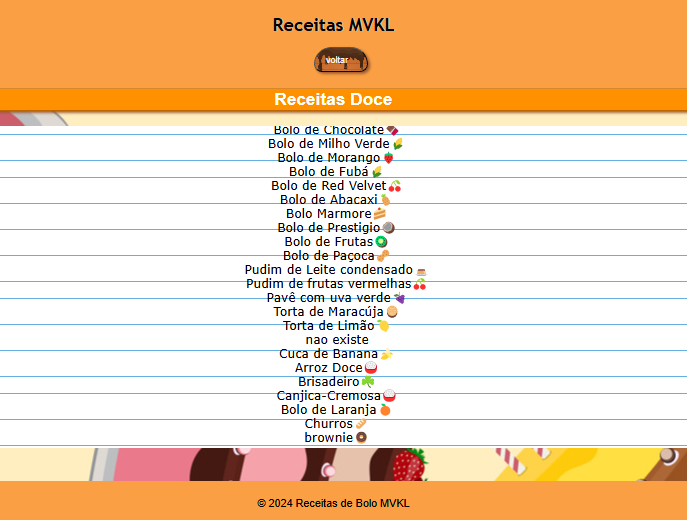 Receitas MVKL
voltar
Receitas Doce
Bolo de Chocolate🍫
Bolo de Milho Verde🌽
Bolo de Morango🍓
Bolo de Fubá🌽
Bolo de Red Velvet🍒
Bolo de Abacaxi🍍
Bolo Marmore🍰
Bolo de Prestigio🥥
Bolo de Frutas🥝
Bolo de Paçoca🥜
Pudim de Leite condensado🍮
Pudim de frutas vermelhas🍒
Pavê com uva verde🍇
Torta de Maracúja🥔
Torta de Limão🍋
nao existe
Cuca de Banana🍌
Arroz Doce🍚
Brisadeiro☘️
Canjica-Cremosa🍚
Bolo de Laranja🍊
Churros🥖
brownie🍩
© 2024 Receitas de Bolo MVKL